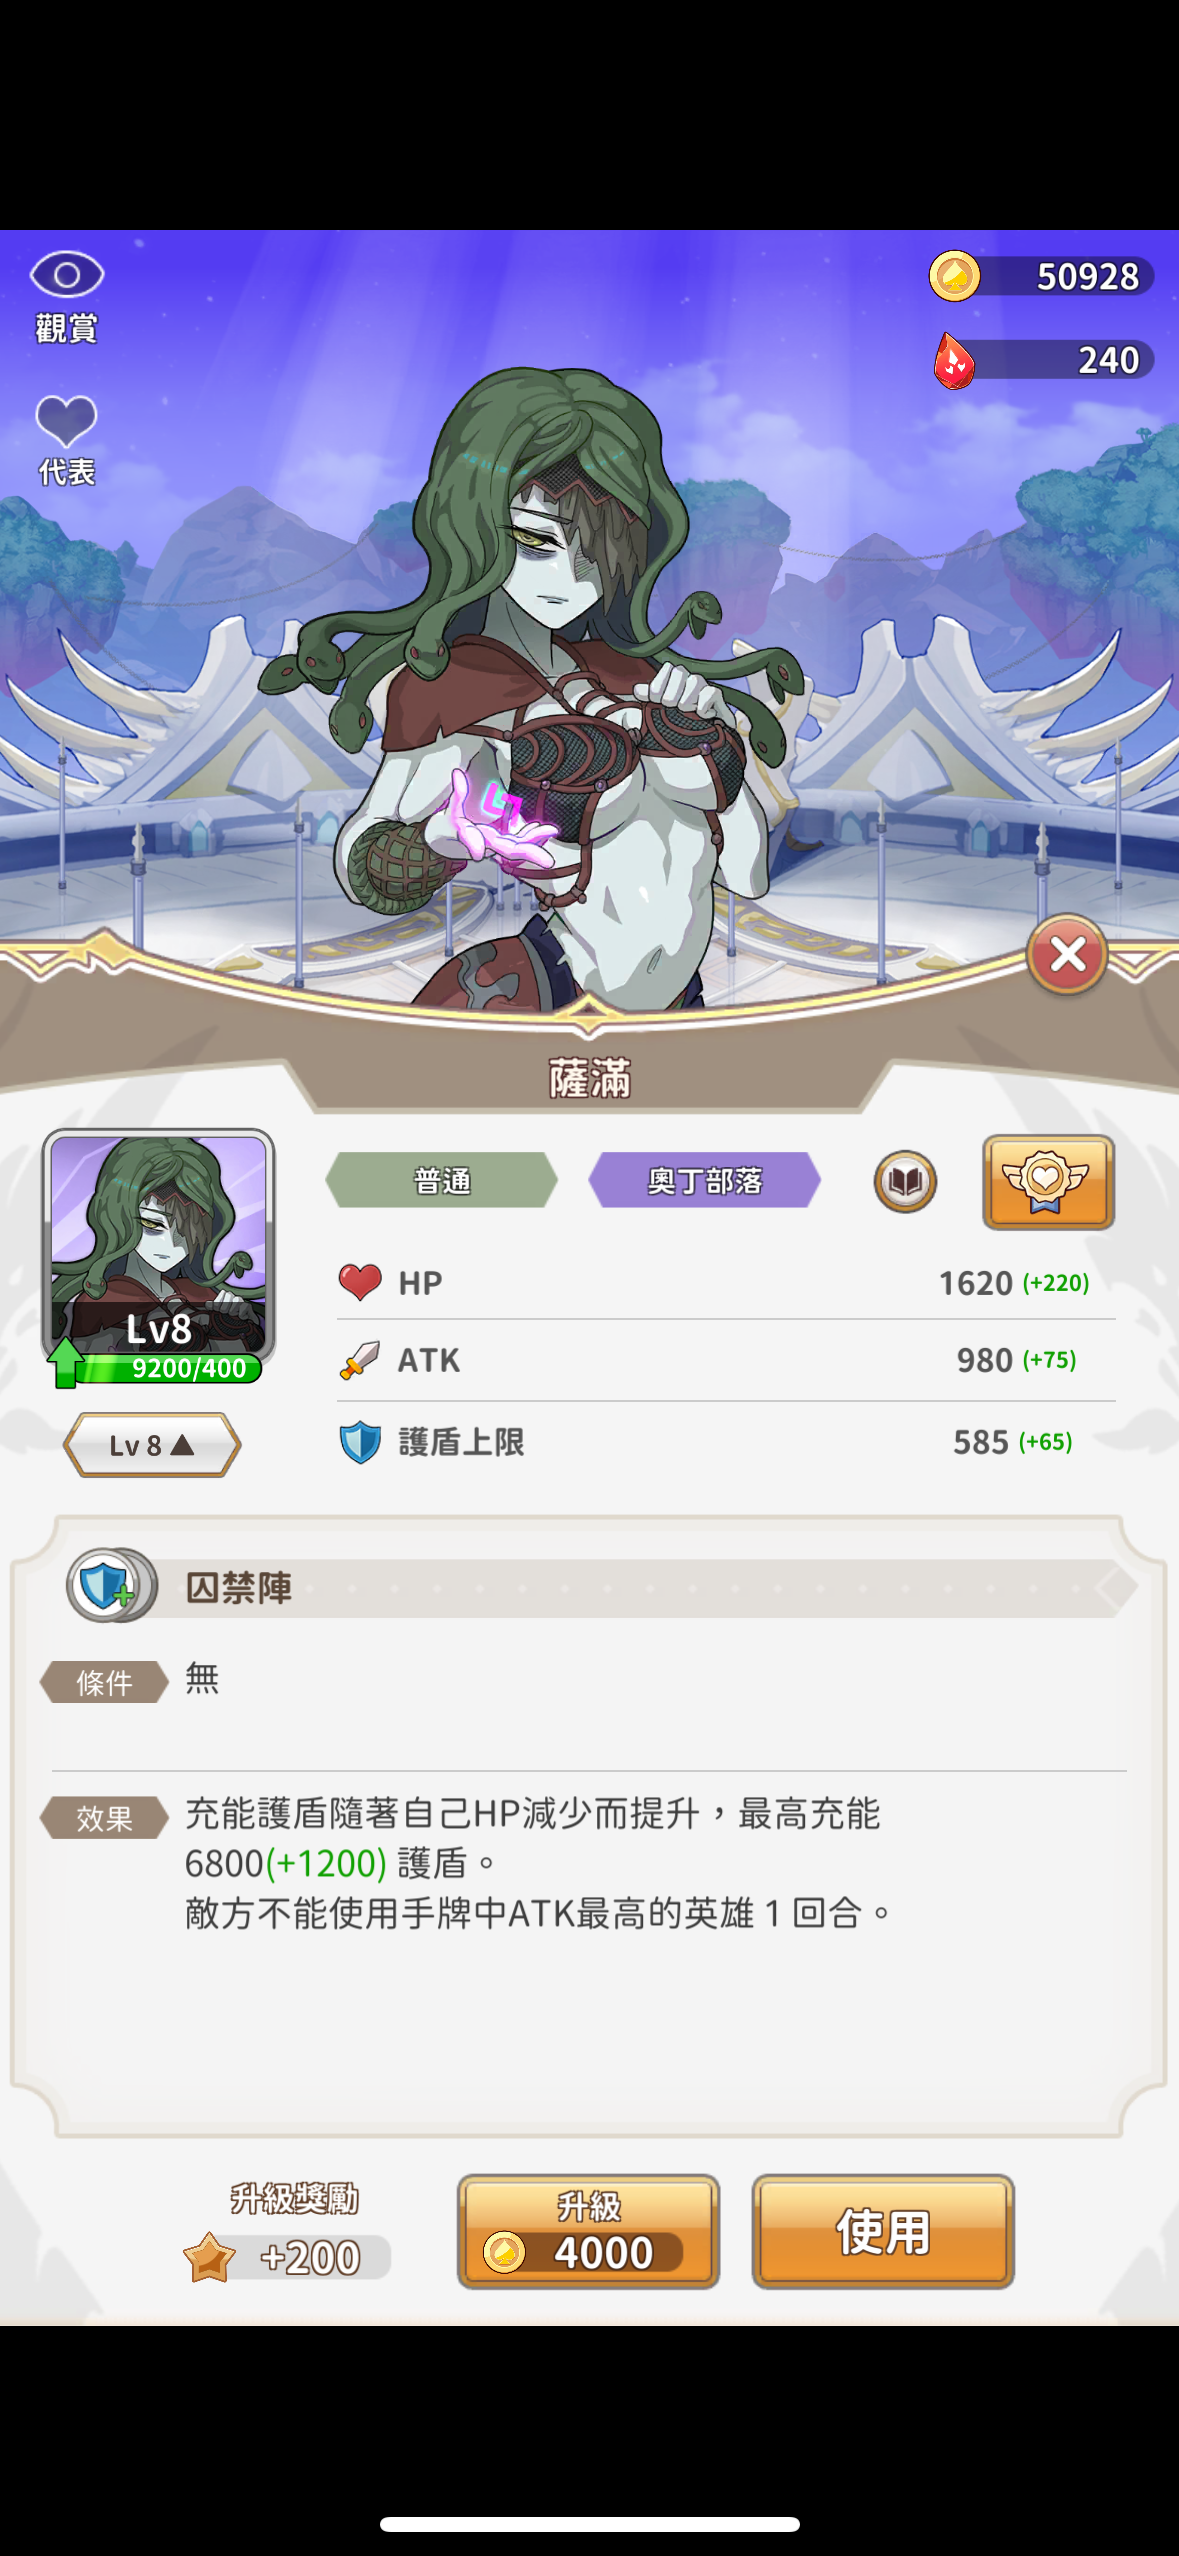 觀賞
50928
240
代表
薩滿
普通
奧丁部落
Lv8
9200/400
Lv 8 ▲
HP
1620 (+220)
ATK
980 (+75)
護盾上限
585 (+65)
囚禁陣
條件
無
效果
充能護盾隨著自己HP減少而提升,最高充能
6800(+1200) 護盾。
敵方不能使用手牌中ATK最高的英雄 1 回合。
升級獎勵
+200
升級
4000
使用